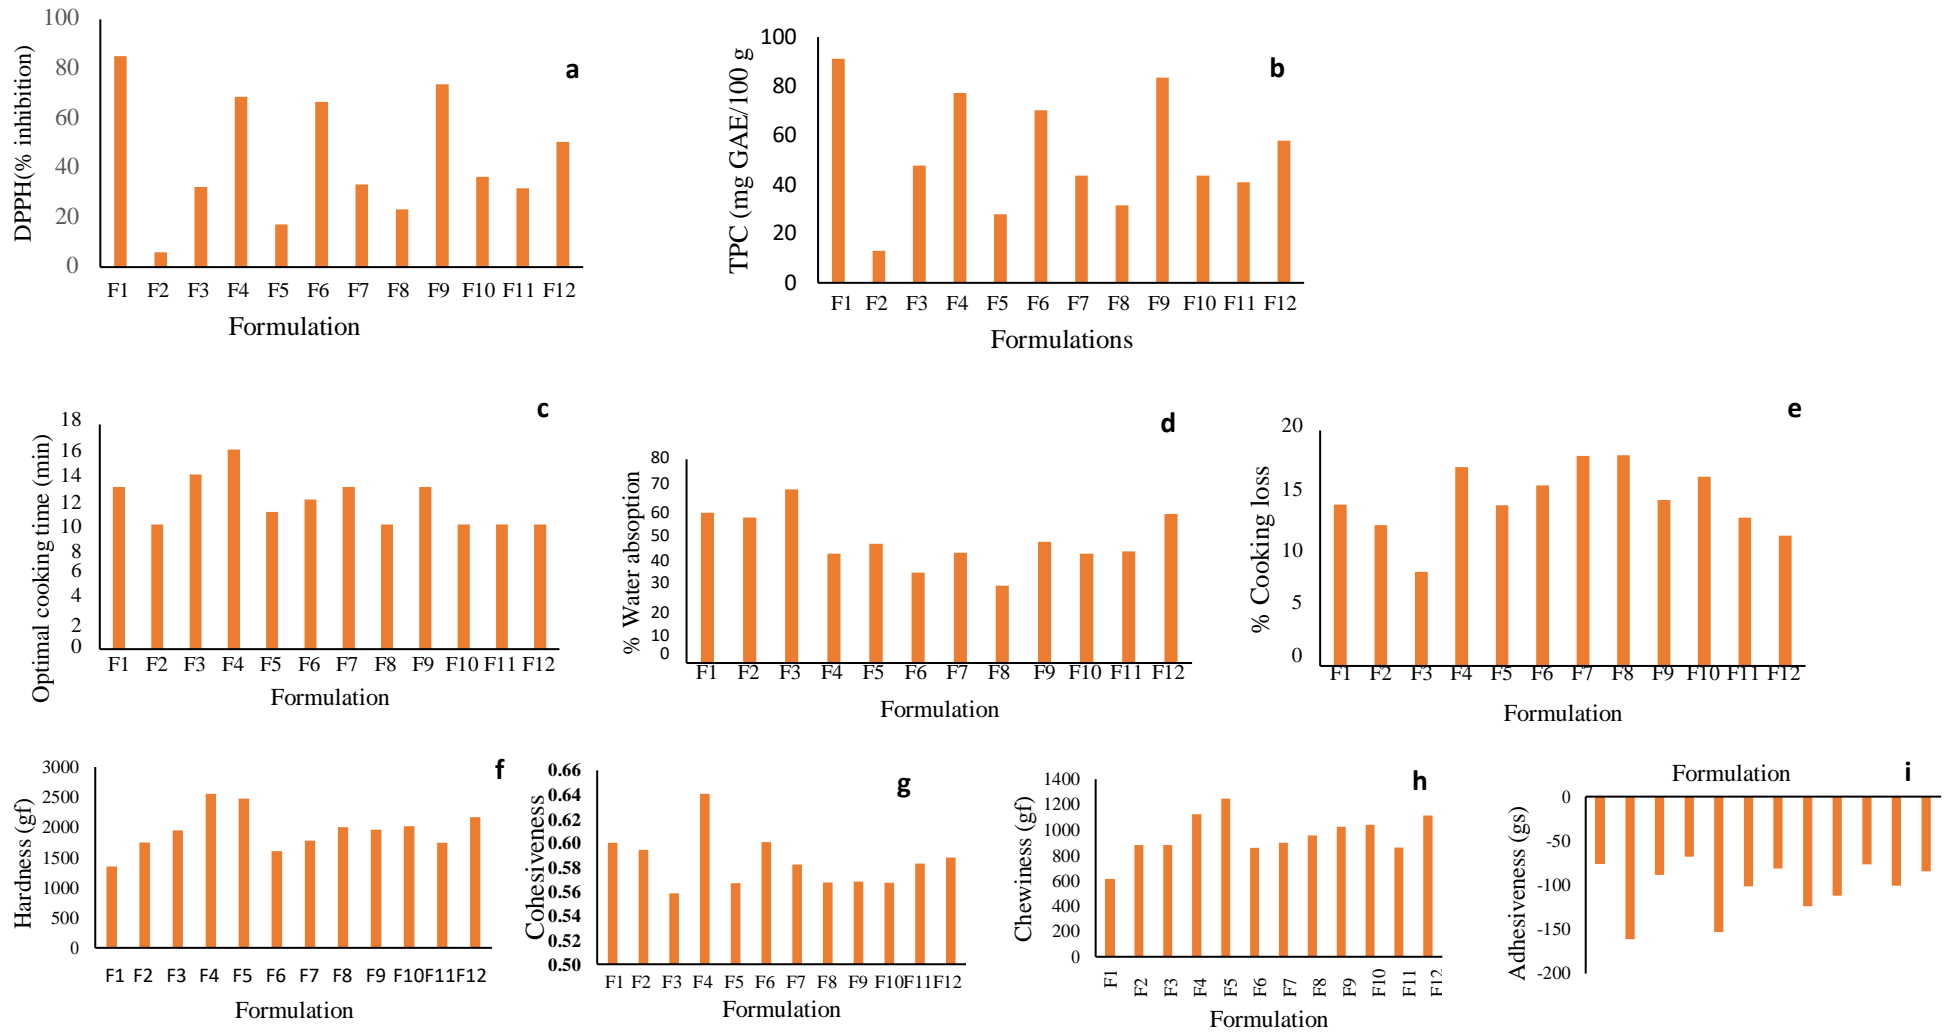 a
DPPH(% inhibition)
100
80
60
40
20
0
F1 F2 F3 F4 F5 F6 F7 F8 F9 F10 F11 F12
Formulation
b
TPC (mg GAE/100 g
100
80
60
40
20
0
F1 F2 F3 F4 F5 F6 F7 F8 F9 F10 F11 F12
Formulations
c
Optimal cooking time (min)
18
16
14
12
10
8
6
4
2
0
F1 F2 F3 F4 F5 F6 F7 F8 F9 F10 F11 F12
Formulation
d
% Water absoption
80
70
60
50
40
30
20
10
0
F1 F2 F3 F4 F5 F6 F7 F8 F9 F10 F11 F12
Formulation
e
% Cooking loss
20
15
10
5
0
F1 F2 F3 F4 F5 F6 F7 F8 F9 F10 F11 F12
Formulation
f
Hardness (gf)
3000
2500
2000
1500
1000
500
0
F1 F2 F3 F4 F5 F6 F7 F8 F9 F10 F11 F12
Formulation
g
Cohesiveness
0.66
0.64
0.62
0.60
0.58
0.56
0.54
0.52
0.50
F1 F2 F3 F4 F5 F6 F7 F8 F9 F10 F11 F12
Formulation
h
Chewiness (gf)
1400
1200
1000
800
600
400
200
0
F1 F2 F3 F4 F5 F6 F7 F8 F9 F10 F11 F12
Formulation
Formulation
i
Adhesiveness (gs)
0
-50
-100
-150
-200